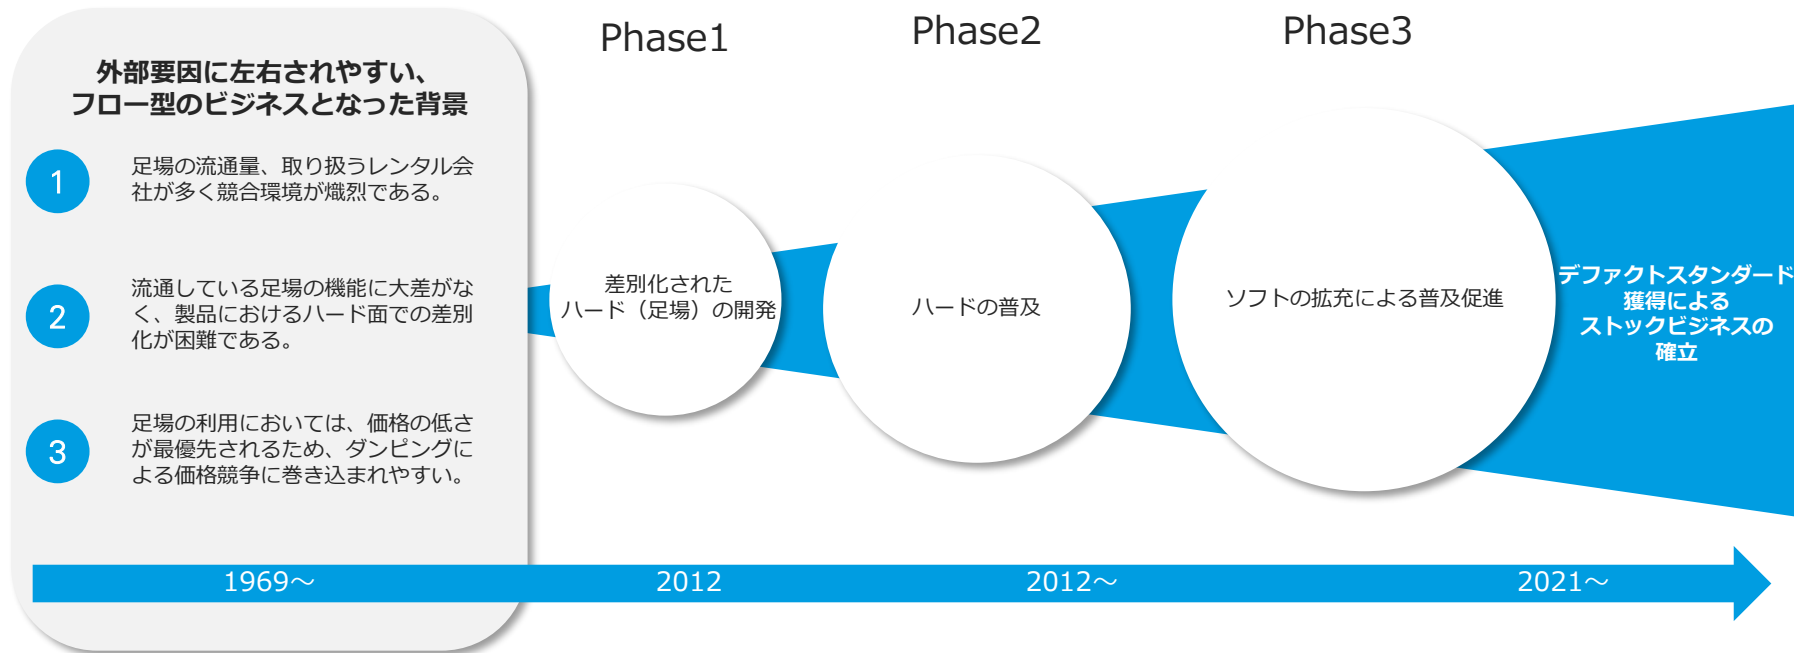 外部要因に左右されやすい、
フロー型のビジネスとなった背景
1
足場の流通量、取り扱うレンタル会
社が多く競合環境が熾烈である。
2
流通している足場の機能に大差がな
く、製品におけるハード面での差別
化が困難である。
3
足場の利用においては、価格の低さ
が最優先されるため、ダンピングに
よる価格競争に巻き込まれやすい。
Phase1
差別化された
ハード（足場）の開発
Phase2
ハードの普及
Phase3
ソフトの拡充による普及促進
デファクトスタンダード
獲得による
ストックビジネスの
確立
1969～
2012
2012～
2021～